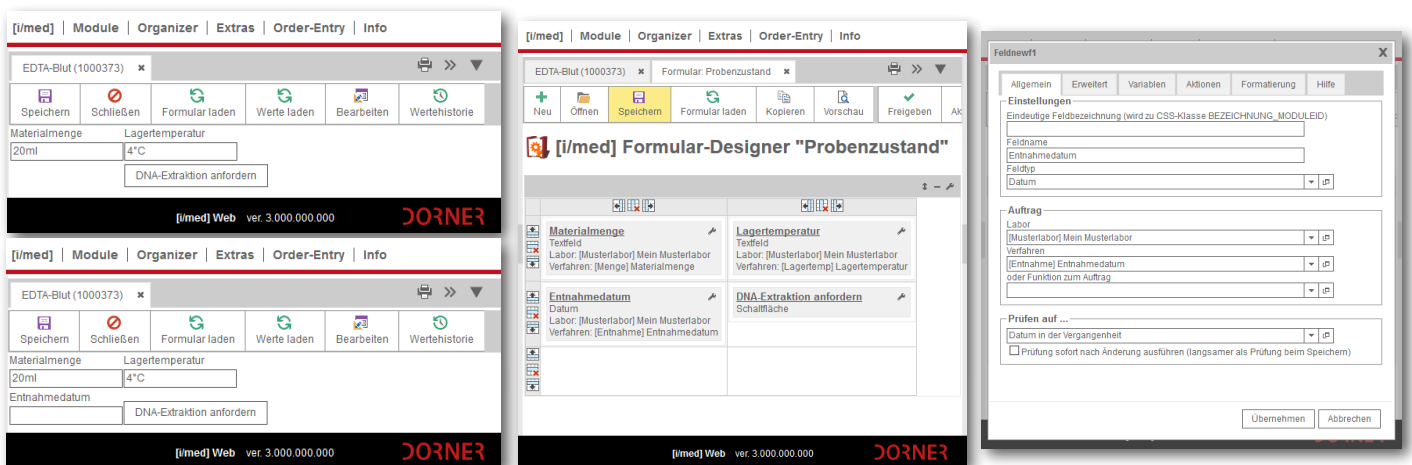 [i/med] | Module | Organizer | Extras | Order-Entry | Info
EDTA-Blut (1000373) ×
Speichern Schließen Formular laden Werte laden Bearbeiten Wertehistorie
Materialmenge Lagertemperatur
20ml 4°C
DNA-Extraktion anfordern
[i/med] Web ver. 3.000.000.000 DORNER
[i/med] | Module | Organizer | Extras | Order-Entry | Info
EDTA-Blut (1000373) ×
Speichern Schließen Formular laden Werte laden Bearbeiten Wertehistorie
Materialmenge Lagertemperatur
20ml 4°C
Entnahmedatum
DNA-Extraktion anfordern
[i/med] Web ver. 3.000.000.000 DORNER
[i/med] | Module | Organizer | Extras | Order-Entry | Info
EDTA-Blut (1000373) × Formular: Probenzustand ×
Neu Öffnen Speichern Formular laden Kopieren Vorschau Freigeben Ak
[i/med] Formular-Designer "Probenzustand"
Materialmenge
Textfeld
Labor: [Musterlabor] Mein Musterlabor
Verfahren: [Menge] Materialmenge
Lagertemperatur
Textfeld
Labor: [Musterlabor] Mein Musterlabor
Verfahren: [Lagertemp] Lagertemperatur
Entnahmedatum
Datum
Labor: [Musterlabor] Mein Musterlabor
Verfahren: [Entnahme] Entnahmedatum
DNA-Extraktion anfordern
Schaltfläche
[i/med] Web ver. 3.000.000.000 DORNER
Feldnewf1 X
Allgemein Erweitert Variablen Aktionen Formatierung Hilfe
Einstellungen
Eindeutige Feldbezeichnung (wird zu CSS-Klasse BEZEICHNUNG_MODULEID)
Feldname
Entnahmedatum
Feldtyp
Datum
Auftrag
Labor
[Musterlabor] Mein Musterlabor
Verfahren
[Entnahme] Entnahmedatum
oder Funktion zum Auftrag
Prüfen auf ...
Datum in der Vergangenheit
Prüfung sofort nach Änderung ausführen (langsamer als Prüfung beim Speichern)
Übernehmen Abbrechen